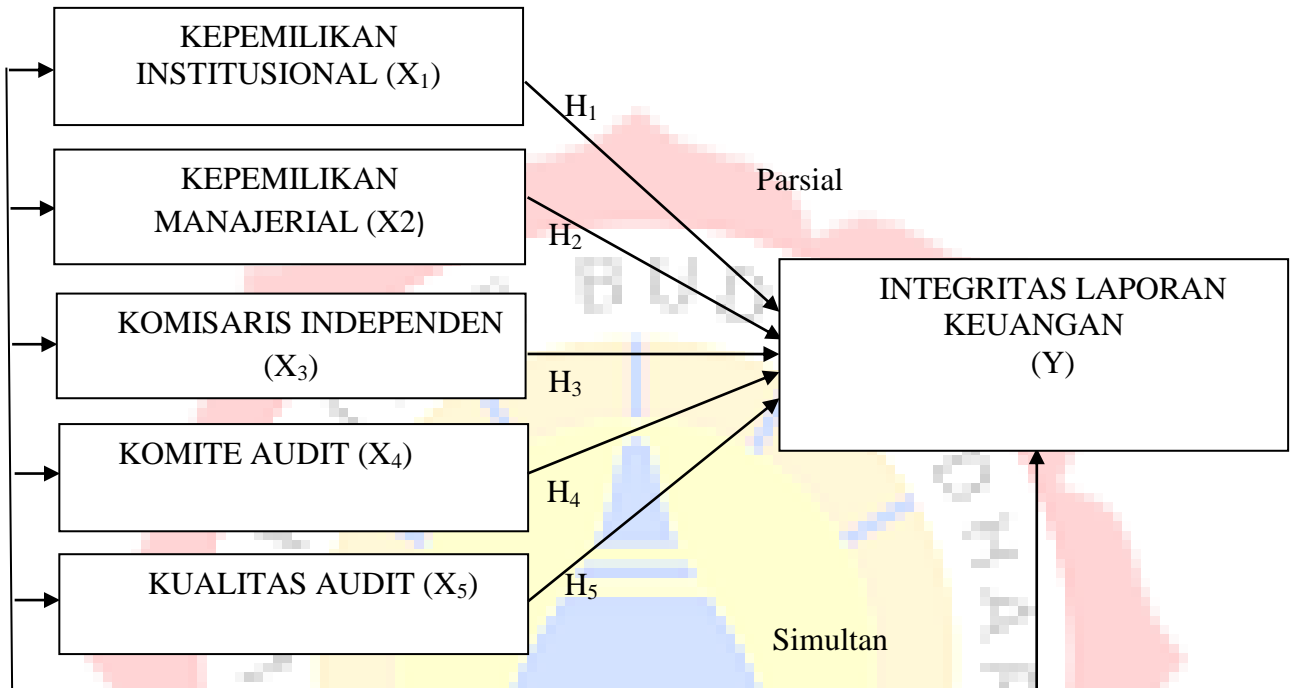 KEPEMILIKAN
INSTITUSIONAL (X₁)
H₁
Parsial
KEPEMILIKAN
MANAJERIAL (X2)
H₂
INTEGRITAS LAPORAN
KEUANGAN
(Y)
KOMISARIS INDEPENDEN
(X₃)
H₃
KOMITE AUDIT (X₄)
H₄
KUALITAS AUDIT (X₅)
H₅
Simultan
BUD